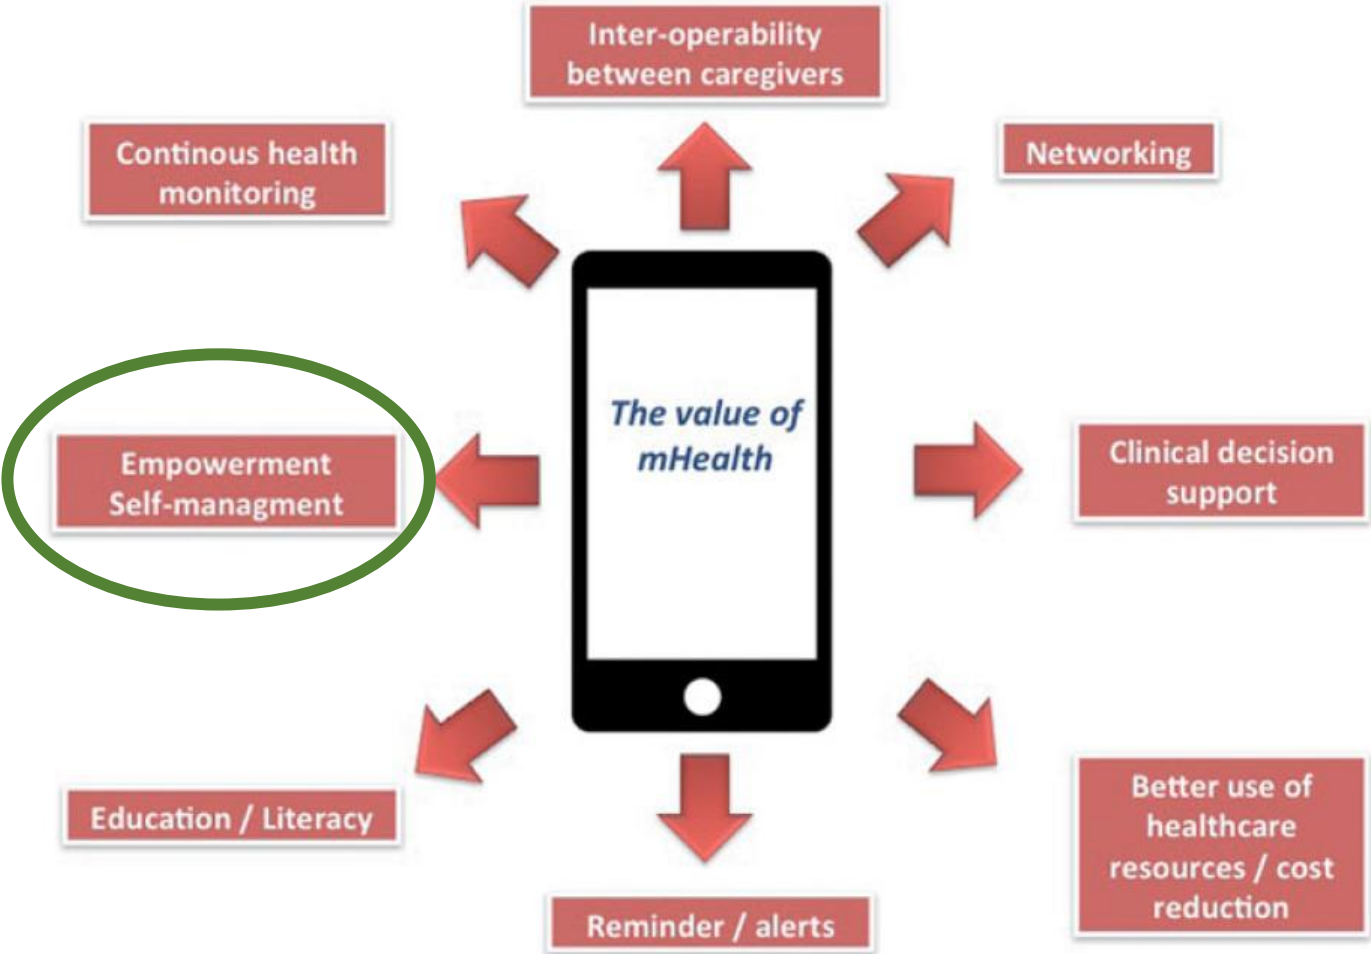 Inter-operability
between caregivers
Continous health
monitoring
Networking
The value of
mHealth
Empowerment
Self-managment
Clinical decision
support
Education / Literacy
Better use of
healthcare
resources / cost
reduction
Reminder / alerts